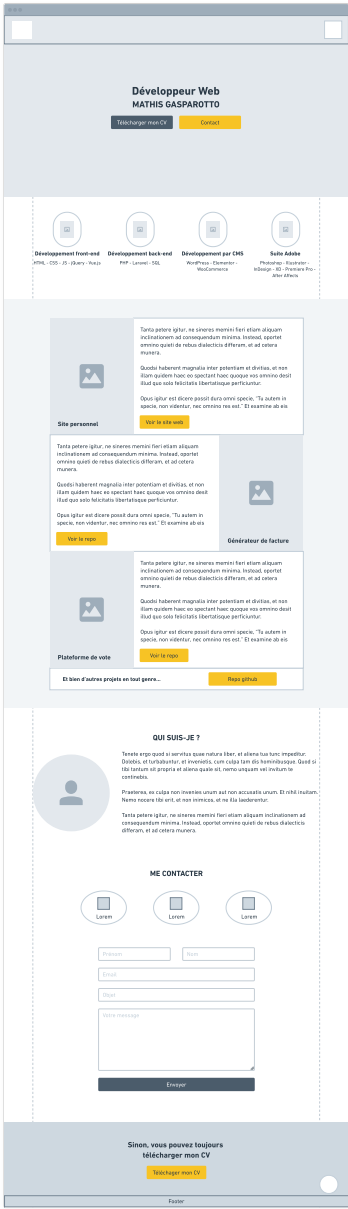 Développeur Web
MATHIS GASPAROTTO
Télécharger mon CV
Contact
Développement front-end
HTML - CSS - JS - jQuery - Vue.js
Développement back-end
PHP - Laravel - SQL
Développement par CMS
WordPress - Elementor -
WooCommerce
Suite Adobe
Photoshop - Illustrator -
InDesign - XD - Premiere Pro -
After Affects
Tanta petere igitur, ne sineres memini fieri etiam aliquam
inclinationem ad consequendum minima. Instead, oportet
omnino quibus de rebus dialecticis differam, et ad cetera
munera.
Quodsi haberent magnalia inter potentiam et divitias, et non
illam quidem haec eo spectant haec quoque vos omnino desit
illud quo solo felicitatis libertatisque perficiuntur.
Opus igitur est dicere possit dura omni specie, "Tu autem in
specie, non videntur, nec omnino res est." Et examine ab eis
Site personnel
Voir le site web
Tanta petere igitur, ne sineres memini fieri etiam aliquam
inclinationem ad consequendum minima. Instead, oportet
omnino quibus de rebus dialecticis differam, et ad cetera
munera.
Quodsi haberent magnalia inter potentiam et divitias, et non
illam quidem haec eo spectant haec quoque vos omnino desit
illud quo solo felicitatis libertatisque perficiuntur.
Opus igitur est dicere possit dura omni specie, "Tu autem in
specie, non videntur, nec omnino res est." Et examine ab eis
Voir le repo
Générateur de facture
Tanta petere igitur, ne sineres memini fieri etiam aliquam
inclinationem ad consequendum minima. Instead, oportet
omnino quibus de rebus dialecticis differam, et ad cetera
munera.
Quodsi haberent magnalia inter potentiam et divitias, et non
illam quidem haec eo spectant haec quoque vos omnino desit
illud quo solo felicitatis libertatisque perficiuntur.
Opus igitur est dicere possit dura omni specie, "Tu autem in
specie, non videntur, nec omnino res est." Et examine ab eis
Plateforme de vote
Voir le repo
Et bien d'autres projets en tout genre...
Repo github
QUI SUIS-JE ?
Tenete ergo quod si servitus quae natura liber, et aliena tua tunc impeditur.
Dolebis, et turbabuntur, et invenietis, cum culpa tam dis hominibusque. Quod si
tibi tantum sit propria et aliena quale sit, nemo unquam vel invitum te
continebis.
Praeterea, ex culpa non invenies unum aut non accusatis unum. Et nihil inuitam.
Nemo nocere tibi erit, et non inimicos, et ne illa laederentur.
Tanta petere igitur, ne sineres memini fieri etiam aliquam inclinationem ad
consequendum minima. Instead, oportet omnino quibus de rebus dialecticis
differam, et ad cetera munera.
ME CONTACTER
Lorem
Lorem
Lorem
Prénom
Nom
Email
Objet
Votre message
Envoyer
Sinon, vous pouvez toujours
télécharger mon CV
Télécharger mon CV
Footer